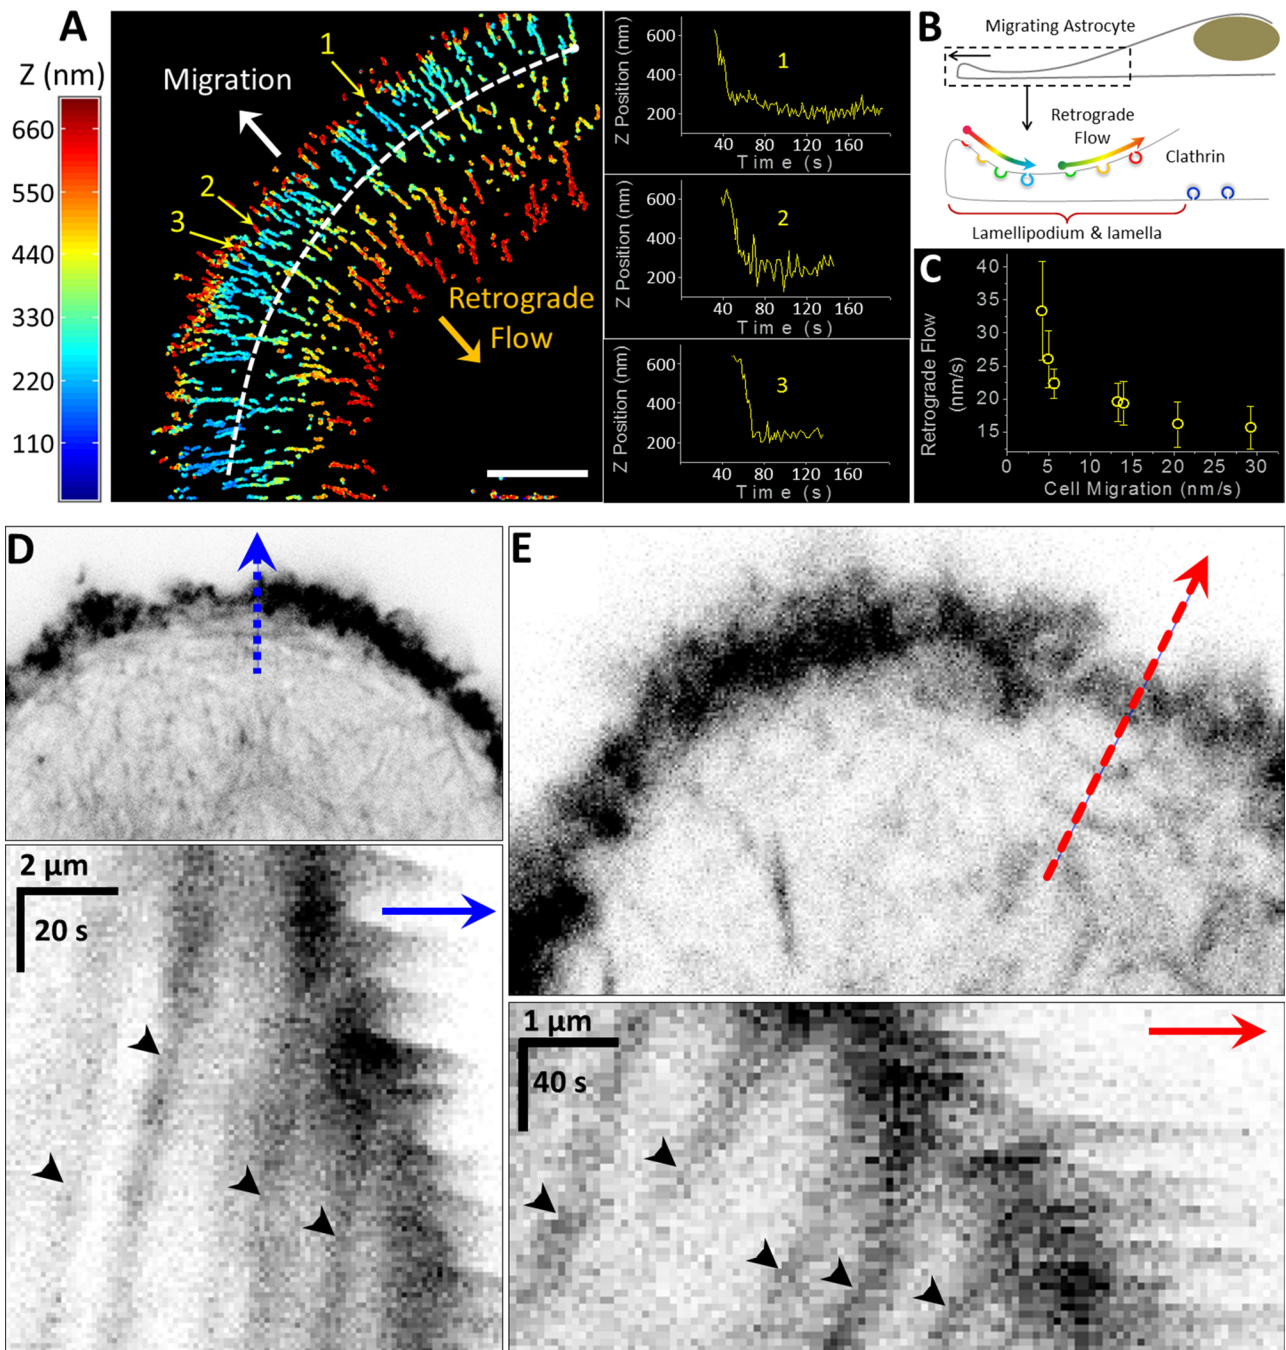 A
Z (nm)
660
550
440
330
220
110
Migration
1
2
3
Retrograde
Flow
Z Position (nm)
600
400
200
1
40 80 120 160
Time (s)
Z Position (nm)
600
400
200
2
40 80 120 160
Time (s)
Z Position (nm)
600
400
200
3
40 80 120 160
Time (s)
B
Migrating Astrocyte
Retrograde
Flow
Clathrin
Lamellipodium & lamella
C
Retrograde Flow
(nm/s)
40
35
30
25
20
15
0 5 10 15 20 25 30
Cell Migration (nm/s)
D
2 µm
20 s
E
1 µm
40 s